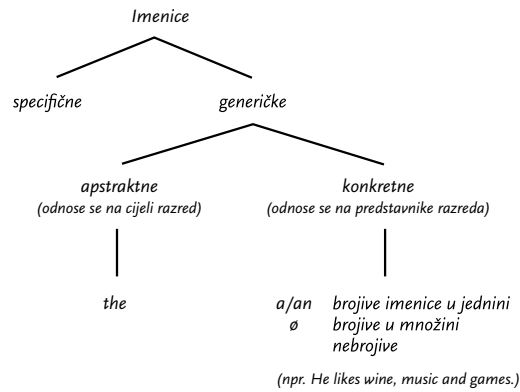 Imenice
specifične generičke
apstraktne konkretne
(odnose se na cijeli razred) (odnose se na predstavnike razreda)
the a/an brojive imenice u jednini
ø brojive u množini
nebrojive
(npr. He likes wine, music and games.)